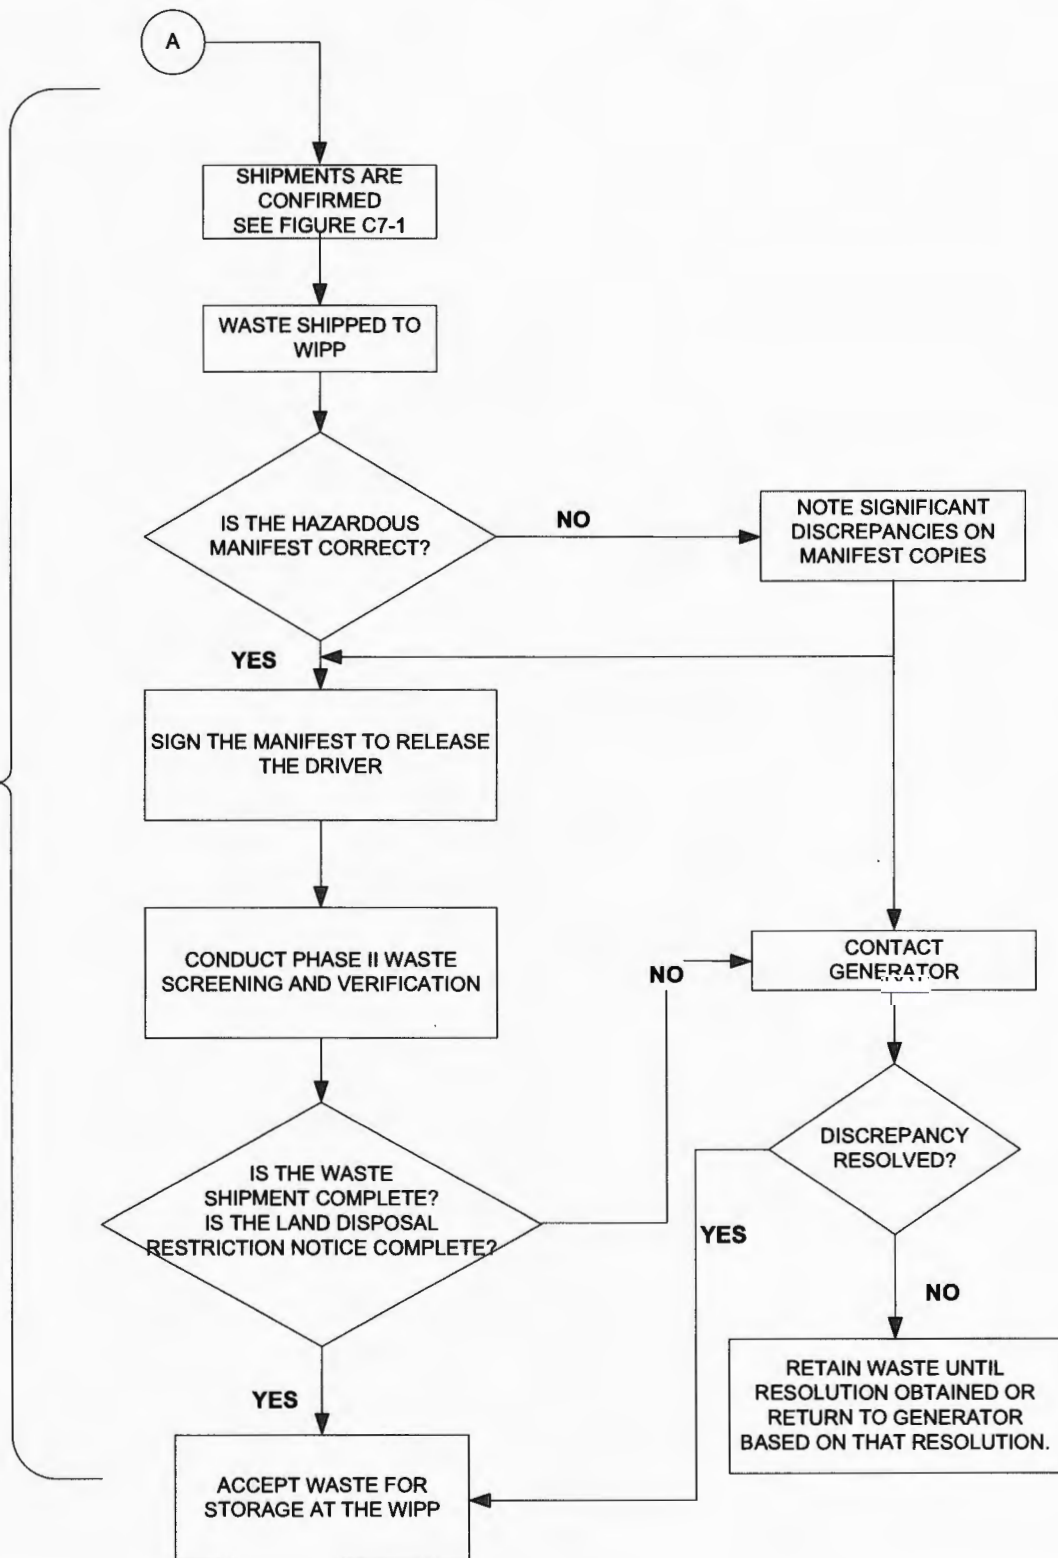 A
SHIPMENTS ARE
CONFIRMED
SEE FIGURE C7-1
WASTE SHIPPED TO
WIPP
IS THE HAZARDOUS
MANIFEST CORRECT?
NO
NOTE SIGNIFICANT
DISCREPANCIES ON
MANIFEST COPIES
YES
SIGN THE MANIFEST TO RELEASE
THE DRIVER
CONDUCT PHASE II WASTE
SCREENING AND VERIFICATION
NO
CONTACT
GENERATOR
IS THE WASTE
SHIPMENT COMPLETE?
IS THE LAND DISPOSAL
RESTRICTION NOTICE COMPLETE?
DISCREPANCY
RESOLVED?
YES
NO
YES
RETAIN WASTE UNTIL
RESOLUTION OBTAINED OR
RETURN TO GENERATOR
BASED ON THAT RESOLUTION.
ACCEPT WASTE FOR
STORAGE AT THE WIPP